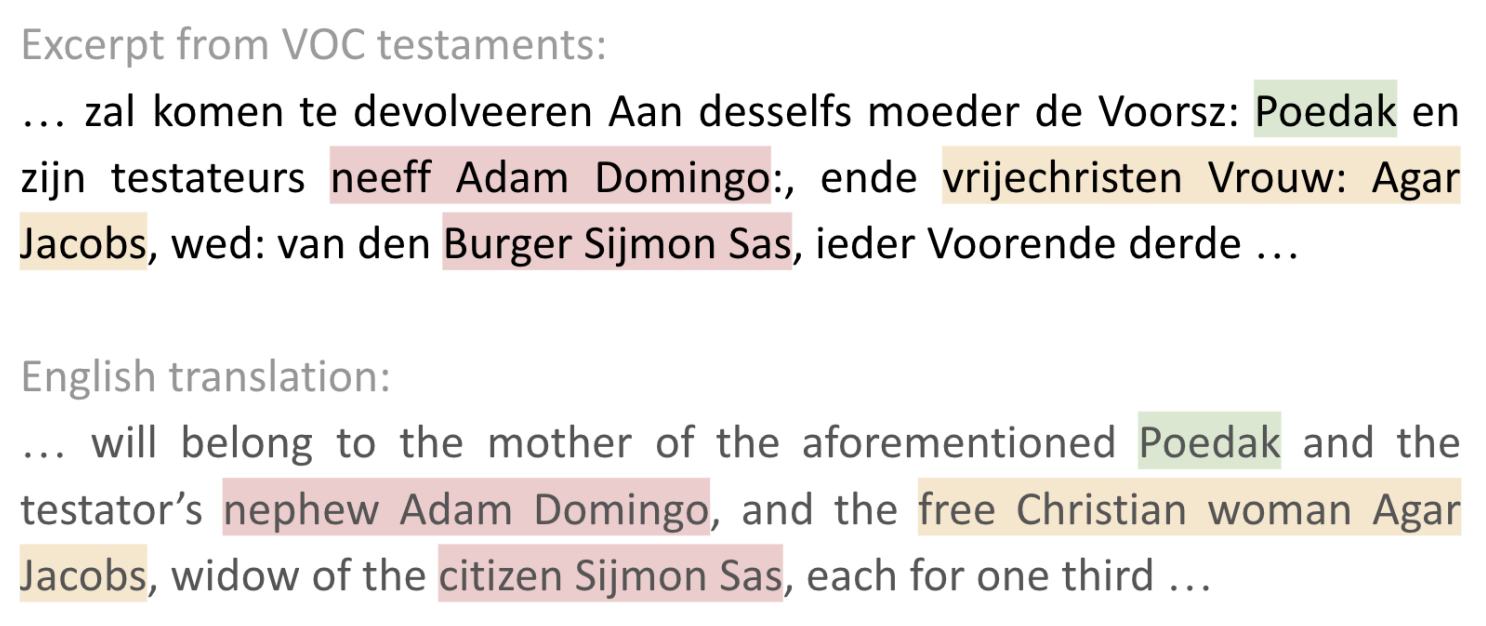 Excerpt from VOC testaments:
… zal komen te devolveeren Aan desselfs moeder de Voorsz: Poedak en
zijn testateurs neeff Adam Domingo:, ende vrijechristen Vrouw: Agar
Jacobs, wed: van den Burger Sijmon Sas, ieder Voorende derde …
English translation:
… will belong to the mother of the aforementioned Poedak and the
testator’s nephew Adam Domingo, and the free Christian woman Agar
Jacobs, widow of the citizen Sijmon Sas, each for one third …